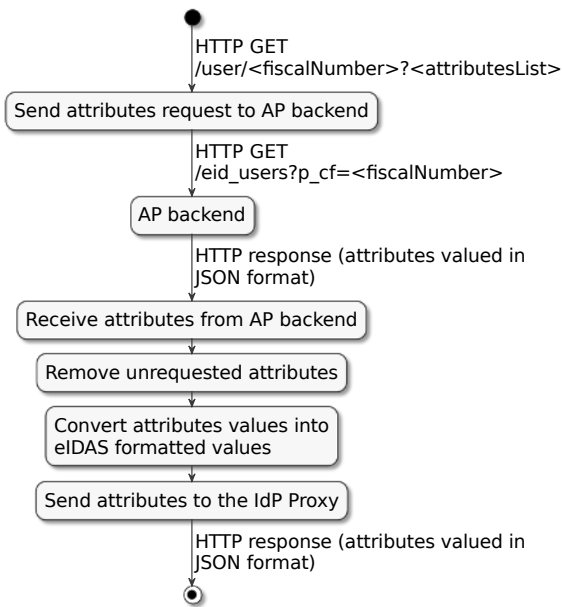 HTTP GET
/user/<fiscalNumber>?<attributesList>
Send attributes request to AP backend
HTTP GET
/eid_users?p_cf=<fiscalNumber>
AP backend
HTTP response (attributes valued in
JSON format)
Receive attributes from AP backend
Remove unrequested attributes
Convert attributes values into
eIDAS formatted values
Send attributes to the IdP Proxy
HTTP response (attributes valued in
JSON format)